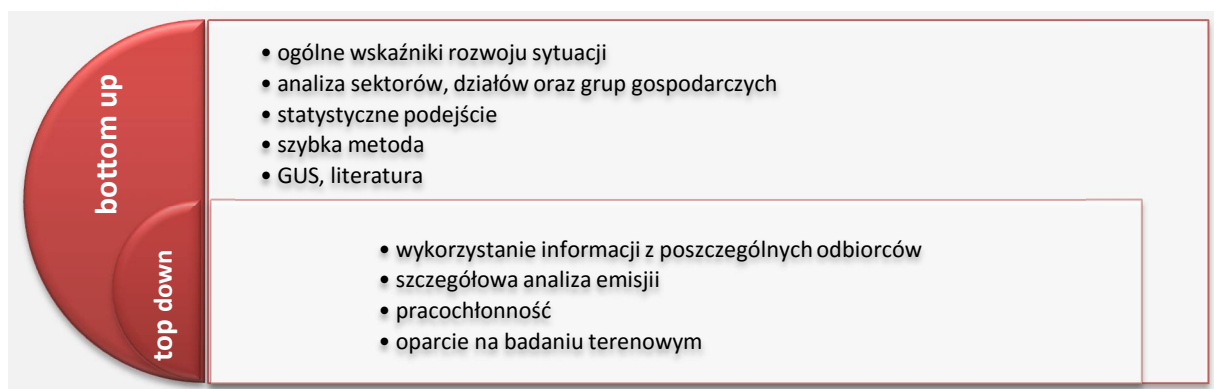 bottom up
• ogólne wskaźniki rozwoju sytuacji
• analiza sektorów, działów oraz grup gospodarczych
• statystyczne podejście
• szybka metoda
• GUS, literatura
top down
• wykorzystanie informacji z poszczególnych odbiorców
• szczegółowa analiza emisjii
• pracochłonność
• oparcie na badaniu terenowym